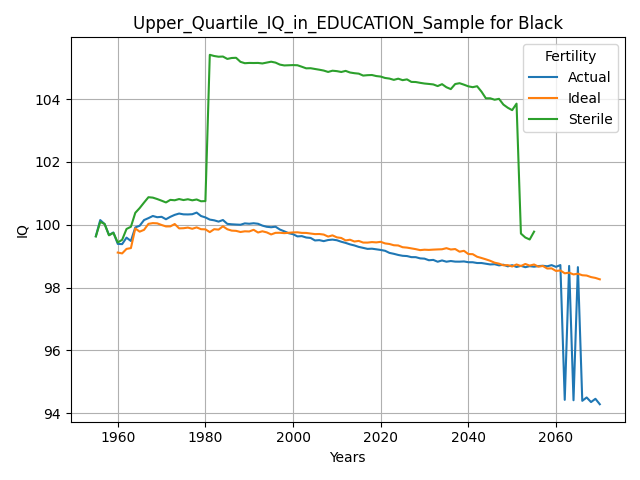 Upper_Quartile_IQ_in_EDUCATION_Sample for Black
Fertility
Actual
Ideal
Sterile
IQ
104
102
100
98
96
94
1960
1980
2000
2020
2040
2060
Years